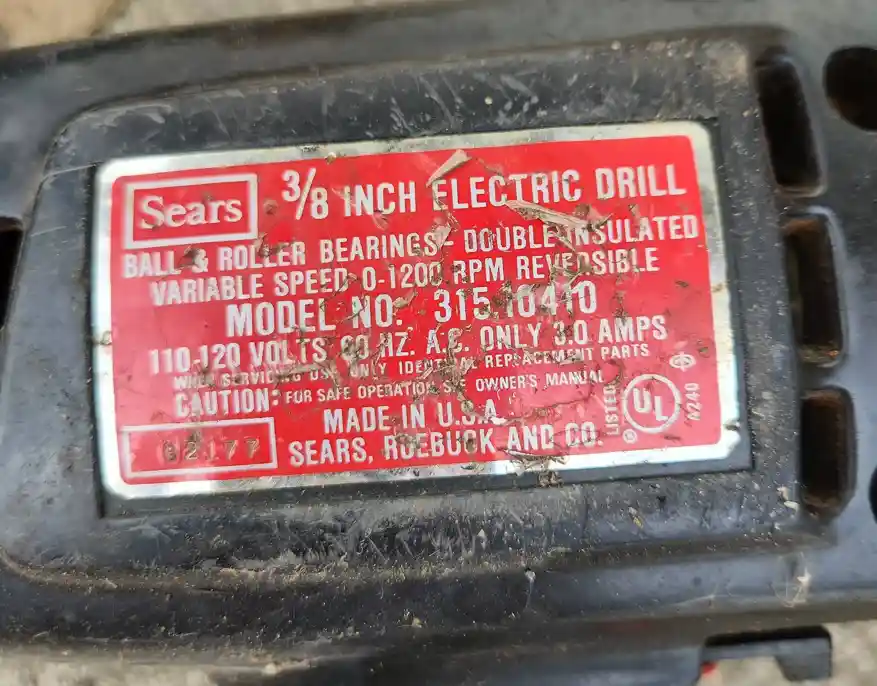 Sears
3/8 INCH ELECTRIC DRILL
BALL & ROLLER BEARINGS - DOUBLE INSULATED
VARIABLE SPEED 0-1200 RPM REVERSIBLE
MODEL NO. 315.10410
110-120 VOLTS 60 HZ. A.C. ONLY 3.0 AMPS
WHEN SERVICING USE ONLY IDENTICAL REPLACEMENT PARTS
CAUTION: FOR SAFE OPERATION SEE OWNER'S MANUAL
MADE IN U.S.A.
SEARS, ROEBUCK AND CO.
LISTED
UL
®